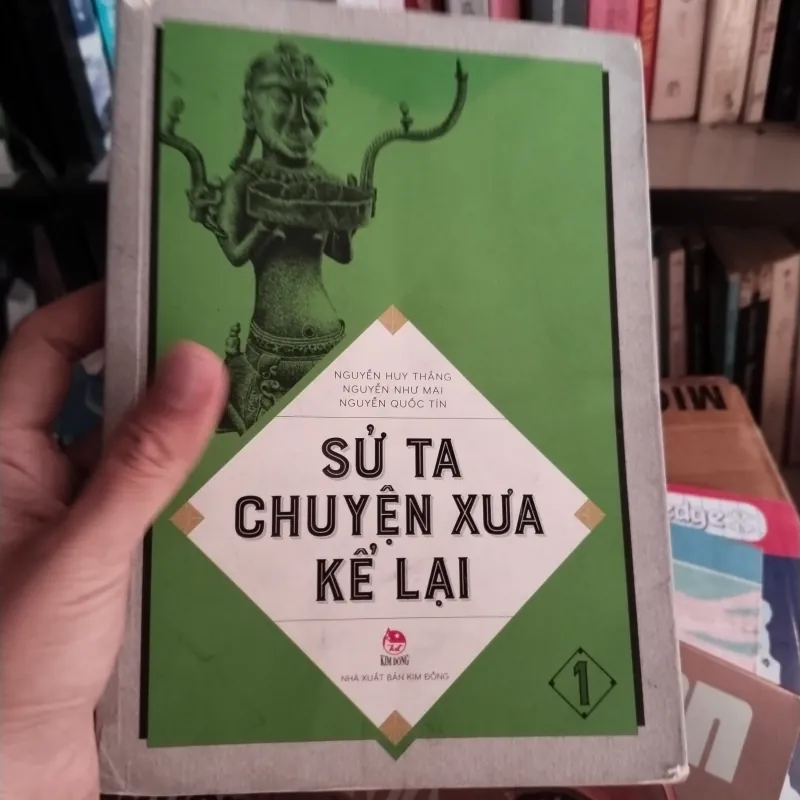 NGUYỄN HUY THẮNG
NGUYỄN NHƯ MAI
NGUYỄN QUỐC TÍN
SỬ TA
CHUYỆN XƯA
KỂ LẠI
KIM ĐỒNG
NHÀ XUẤT BẢN KIM ĐỒNG
1